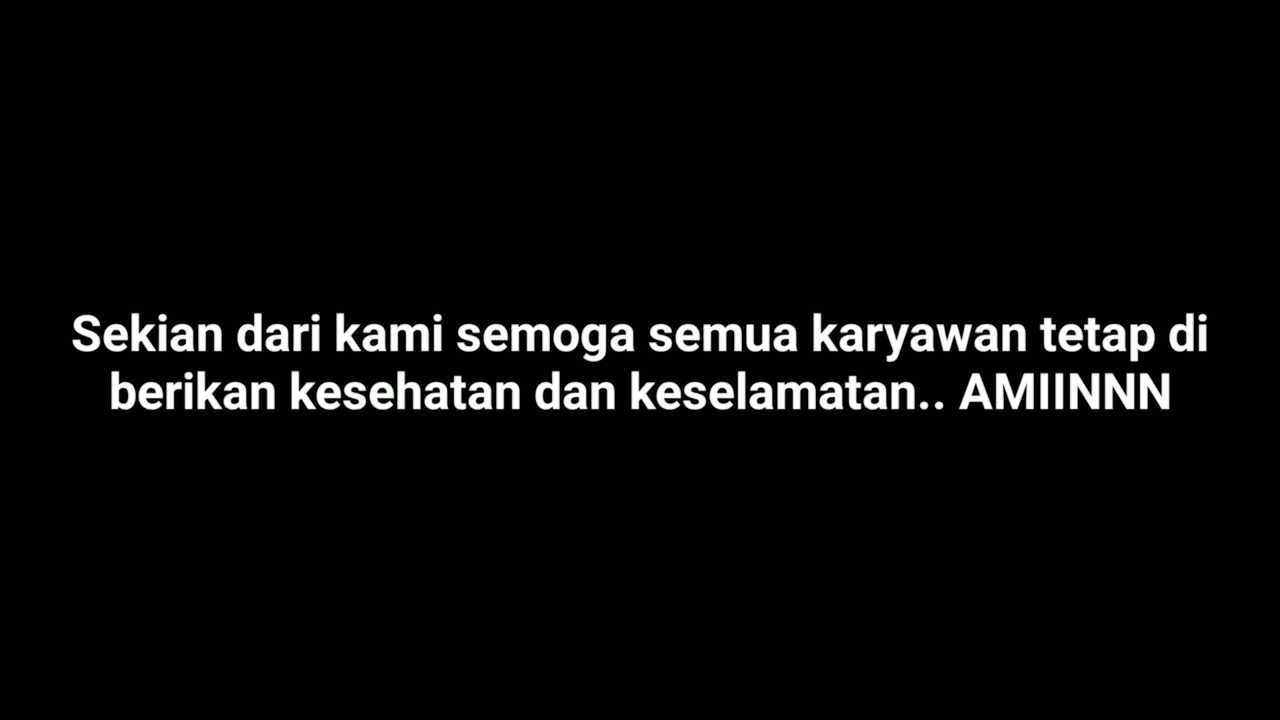 Sekian dari kami semoga semua karyawan tetap di
berikan kesehatan dan keselamatan.. AMIINNN